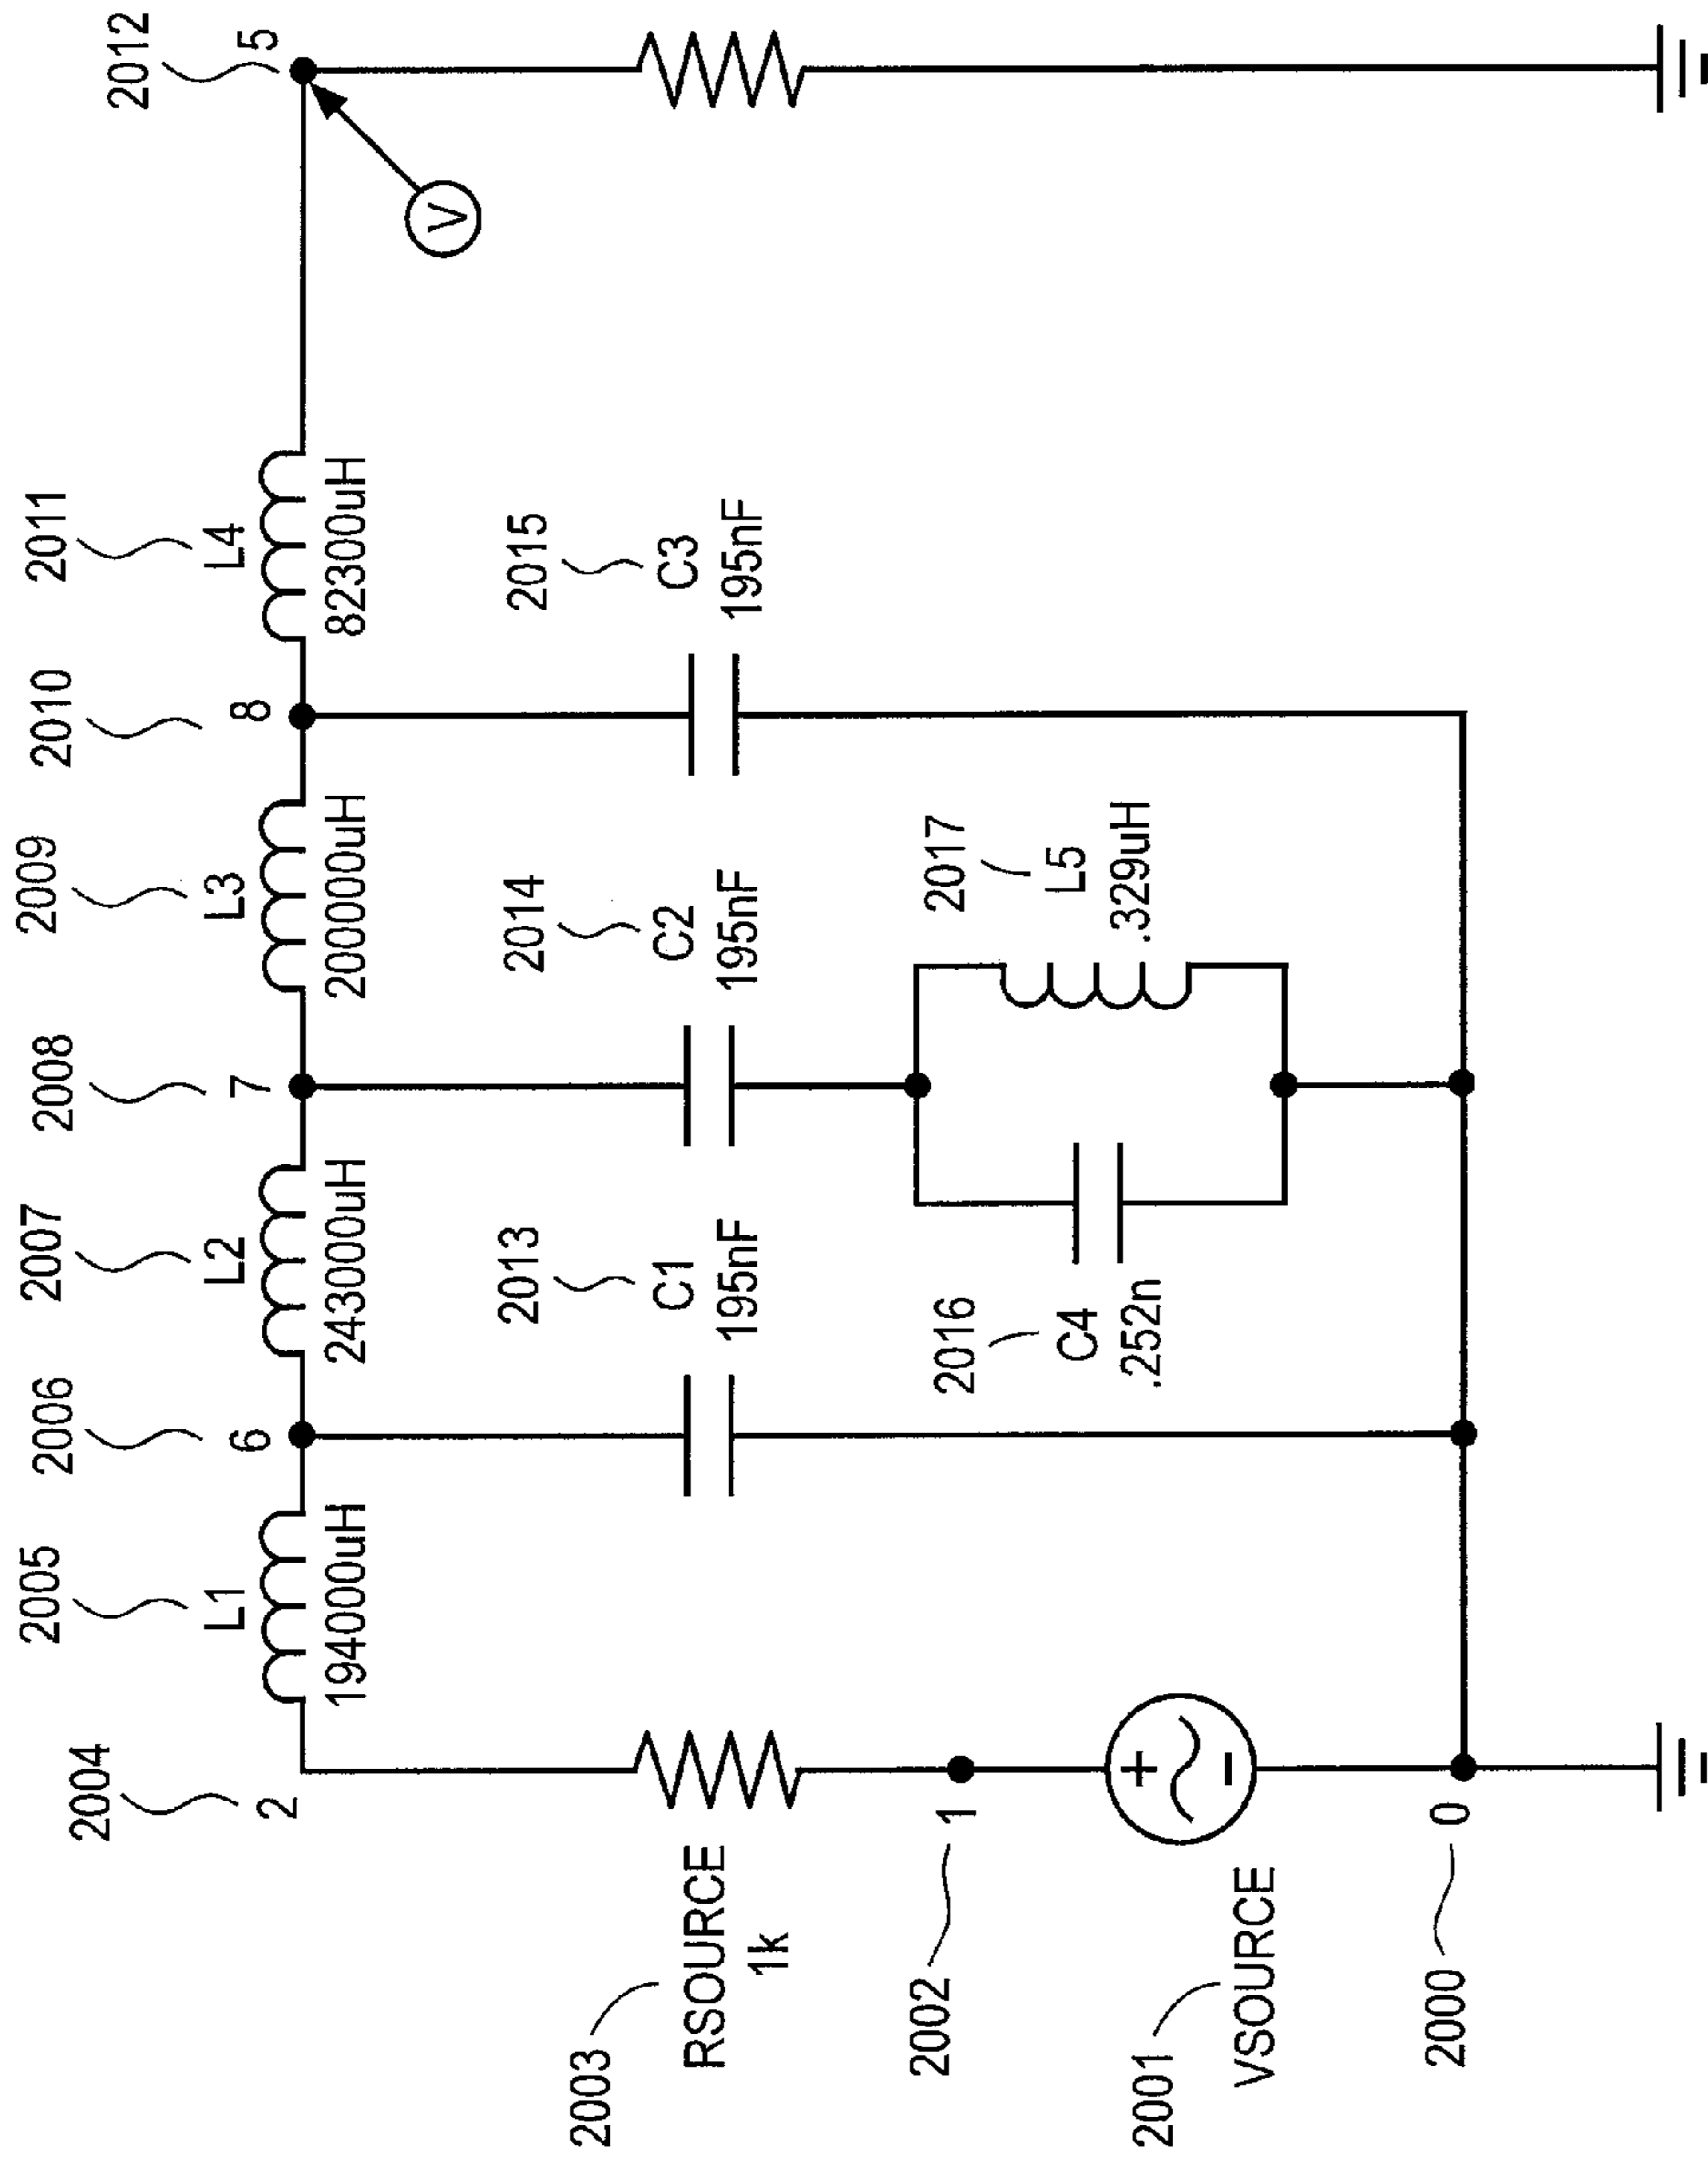 2012
5
V
2011
L4
82300uH
2015
C3
195nF
2010
8
2009
L3
200000uH
2017
L5
.329uH
2014
C2
195nF
2008
7
2007
L2
243000uH
2016
C4
.252n
2013
C1
195nF
2006
6
2005
L1
194000uH
2004
2
2003
RSOURCE
1k
2002
1
2001
VSOURCE
+
−
2000
0